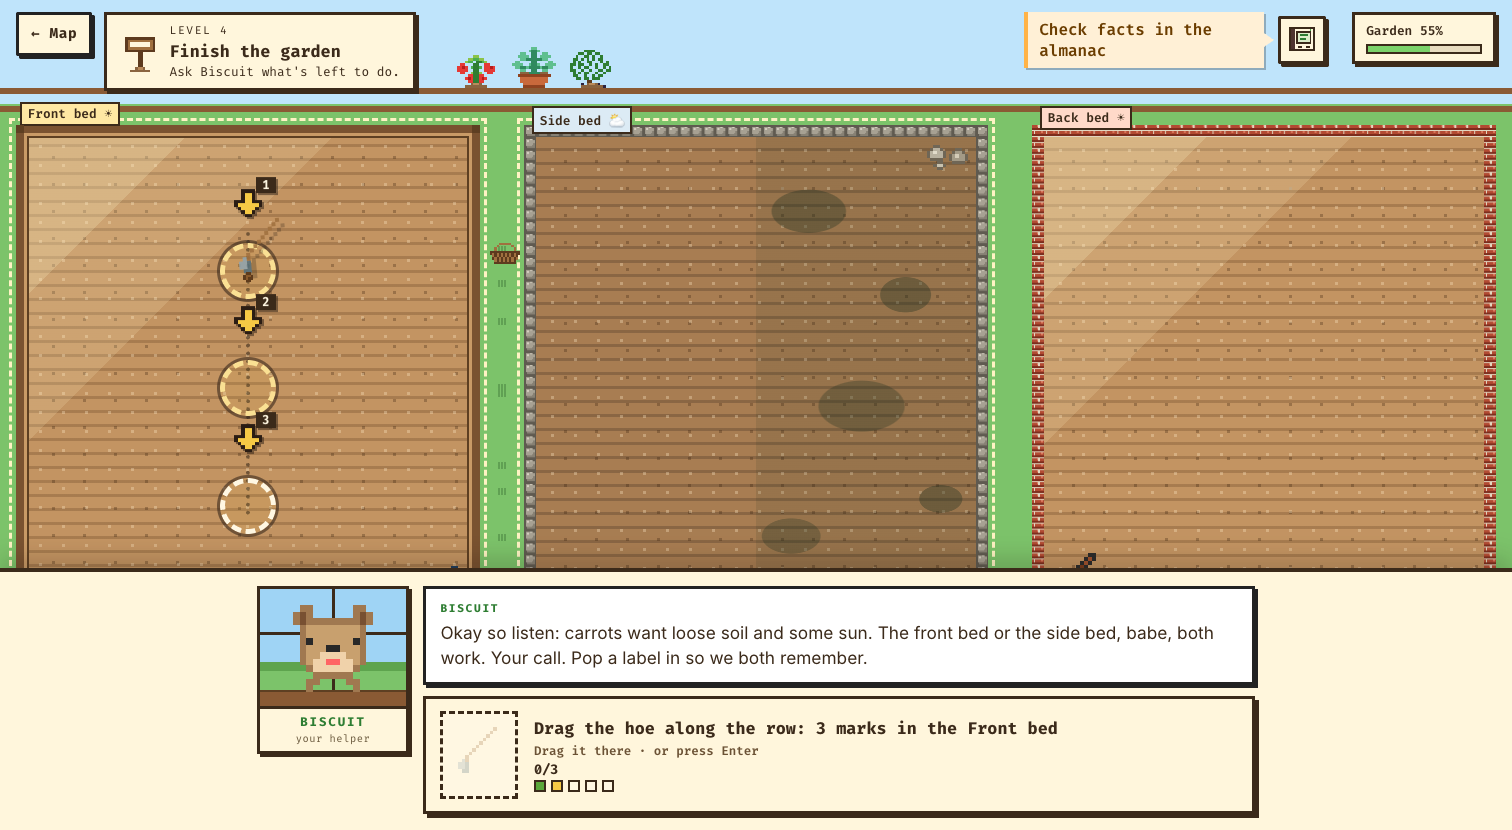 ← Map
LEVEL 4
Finish the garden
Ask Biscuit what's left to do.
Check facts in the
almanac
Garden 55%
Front bed ☀
Side bed ⛅
Back bed ☀
1
2
3
BISCUIT
your helper
BISCUIT
Okay so listen: carrots want loose soil and some sun. The front bed or the side bed, babe, both
work. Your call. Pop a label in so we both remember.
Drag the hoe along the row: 3 marks in the Front bed
Drag it there · or press Enter
0/3